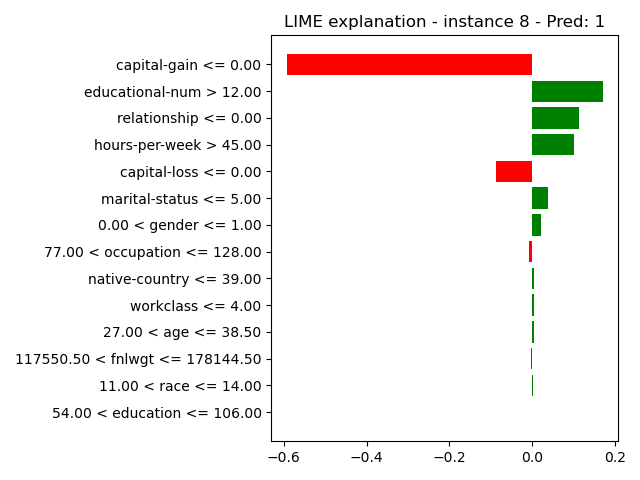 LIME explanation - instance 8 - Pred: 1
capital-gain <= 0.00
educational-num > 12.00
relationship <= 0.00
hours-per-week > 45.00
capital-loss <= 0.00
marital-status <= 5.00
0.00 < gender <= 1.00
77.00 < occupation <= 128.00
native-country <= 39.00
workclass <= 4.00
27.00 < age <= 38.50
117550.50 < fnlwgt <= 178144.50
11.00 < race <= 14.00
54.00 < education <= 106.00
−0.6 −0.4 −0.2 0.0 0.2